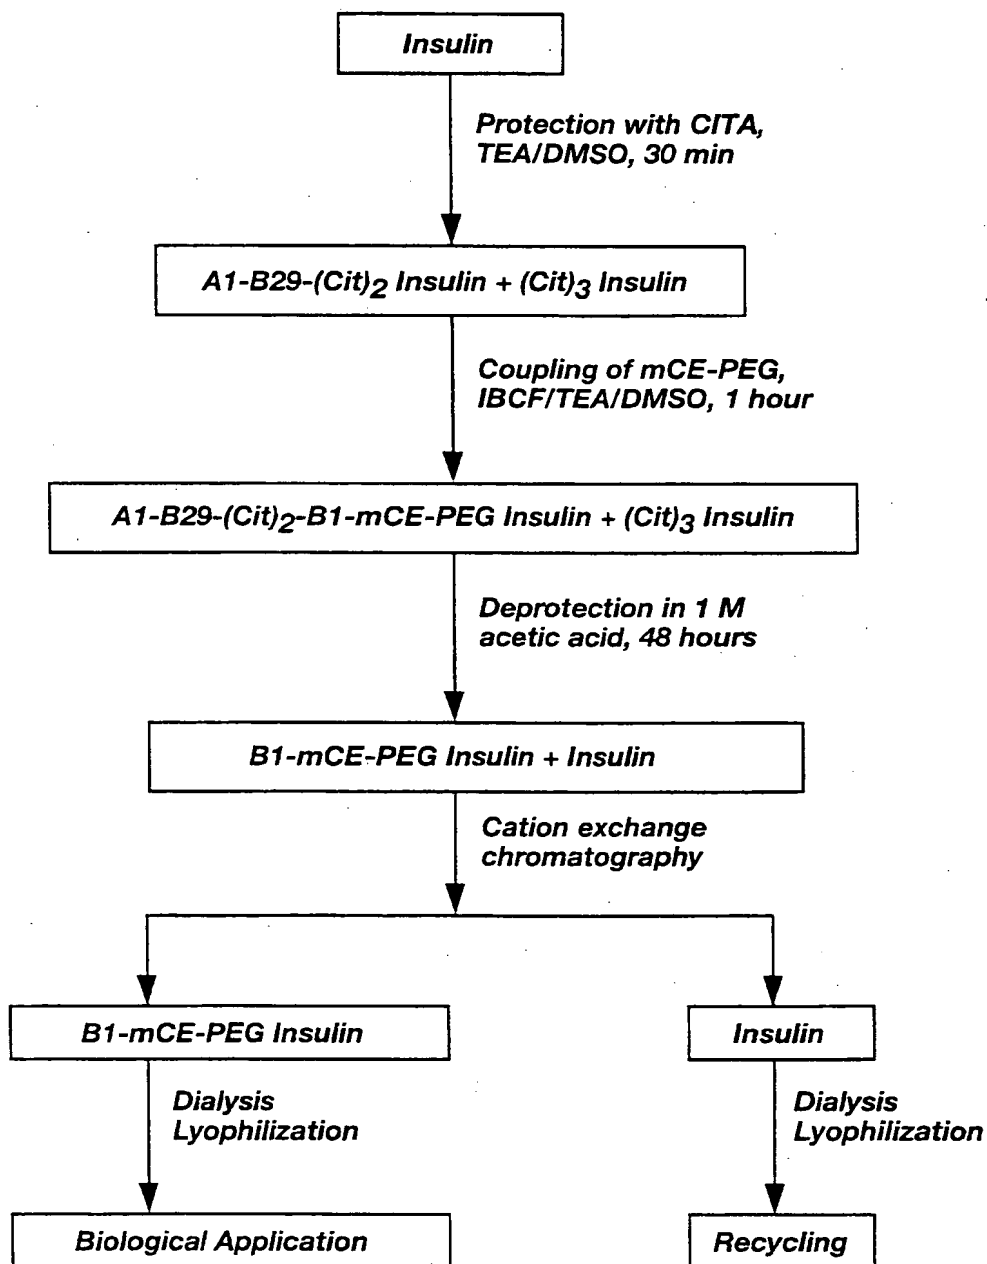 Insulin
Protection with CITA,
TEA/DMSO, 30 min
A1-B29-(Cit)2 Insulin + (Cit)3 Insulin
Coupling of mCE-PEG,
IBCF/TEA/DMSO, 1 hour
A1-B29-(Cit)2-B1-mCE-PEG Insulin + (Cit)3 Insulin
Deprotection in 1 M
acetic acid, 48 hours
B1-mCE-PEG Insulin + Insulin
Cation exchange
chromatography
B1-mCE-PEG Insulin
Insulin
Dialysis
Lyophilization
Dialysis
Lyophilization
Biological Application
Recycling